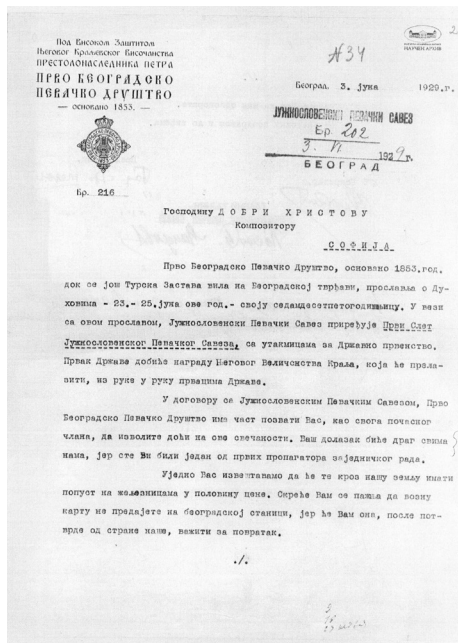 Под Високом Заштитом
Његовог Краљевског Височанства
Престолонаследника Петра
Прво Београдско
Певачко Друштво
— основано 1853. —
Бр. 216
№ 34
Београд, 3. јука 1929.год.
ЈУЖНОСЛОВЕНСКИ ПЕВАЧКИ САВЕЗ
Бр. 202
3. VI 1929 г.
БЕОГРАД
Господину ДОБРИ ХРИСТОВУ
Композитору
СОФИЈА
Прво Београдско Певачко Друштво, основано 1853.год.
док се још Турска Застава вила на Београдској тврђави, прославља о Ду-
ховима - 23.- 25.јука ове год.- своју седамдесетпетогодишњицу. У вези
са овом прославом, Јужнословенски Певачки Савез приређује Први Слет
Јужнословенског Певачког Савеза, са утакмицама за Државно првенство.
Првак Државе добиће награду Његовог Величенства Краља, која ће прела-
зити, из руке у руку првацима Државе.
У договору са Јужнословенским Певачким Савезом, Прво
Београдско Певачко Друштво има част позвати Вас, као свога почасног
члана, да изволите доћи на ове свечаности. Ваш долазак биће драг свима
нама, јер сте Ви били један од првих пропагатора заједничког рада.
Уједно Вас извештавамо да ће те кроз нашу земљу имати
попуст на железницама у половину цене. Скреће Вам се пажња да возну
карту не предајете на београдској станици, јер ће Вам она, после пот-
врде од стране наше, важити за повратак.
./.